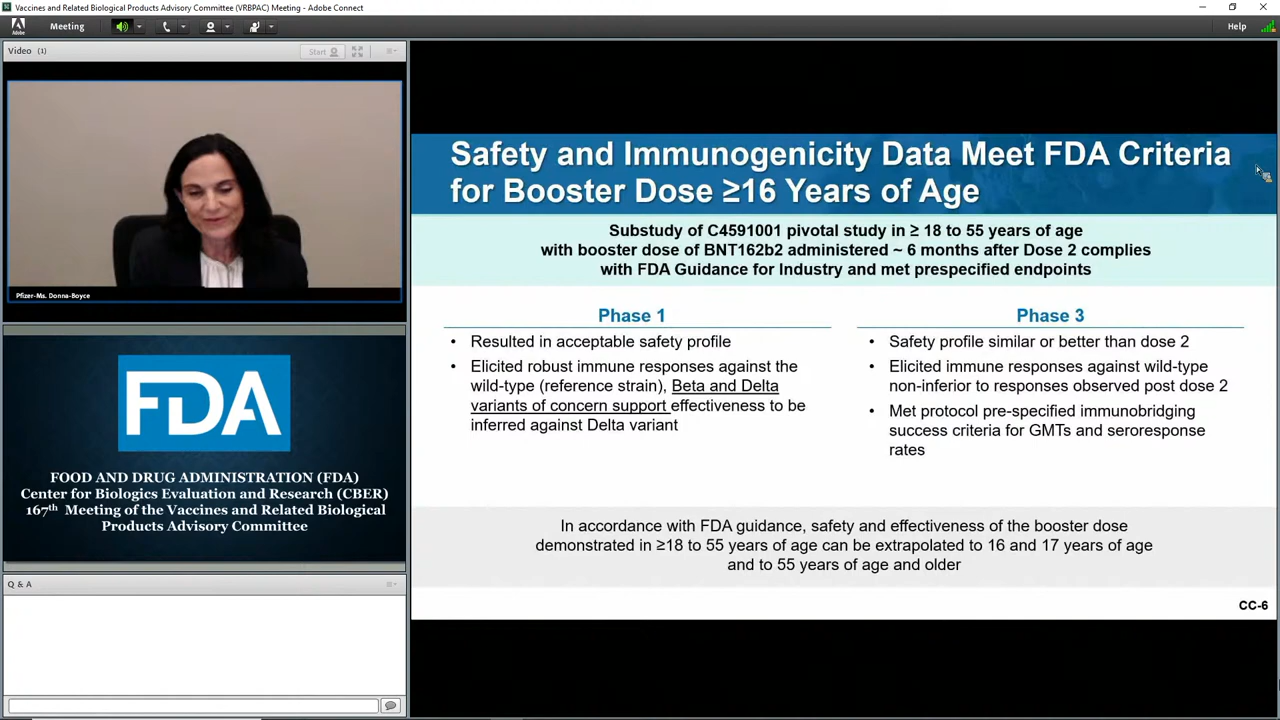 Vaccines and Related Biological Products Advisory Committee (VRBPAC) Meeting - Adobe Connect
Adobe
Meeting
Help
Video (1)
Start
Pfizer-Ms. Donna-Boyce
FDA
FOOD AND DRUG ADMINISTRATION (FDA)
Center for Biologics Evaluation and Research (CBER)
167th Meeting of the Vaccines and Related Biological
Products Advisory Committee
Q & A
Safety and Immunogenicity Data Meet FDA Criteria
for Booster Dose ≥16 Years of Age
Substudy of C4591001 pivotal study in ≥ 18 to 55 years of age
with booster dose of BNT162b2 administered ~ 6 months after Dose 2 complies
with FDA Guidance for Industry and met prespecified endpoints
Phase 1
• Resulted in acceptable safety profile
• Elicited robust immune responses against the
wild-type (reference strain), Beta and Delta
variants of concern support effectiveness to be
inferred against Delta variant
Phase 3
• Safety profile similar or better than dose 2
• Elicited immune responses against wild-type
non-inferior to responses observed post dose 2
• Met protocol pre-specified immunobridging
success criteria for GMTs and seroresponse
rates
In accordance with FDA guidance, safety and effectiveness of the booster dose
demonstrated in ≥18 to 55 years of age can be extrapolated to 16 and 17 years of age
and to 55 years of age and older
CC-6